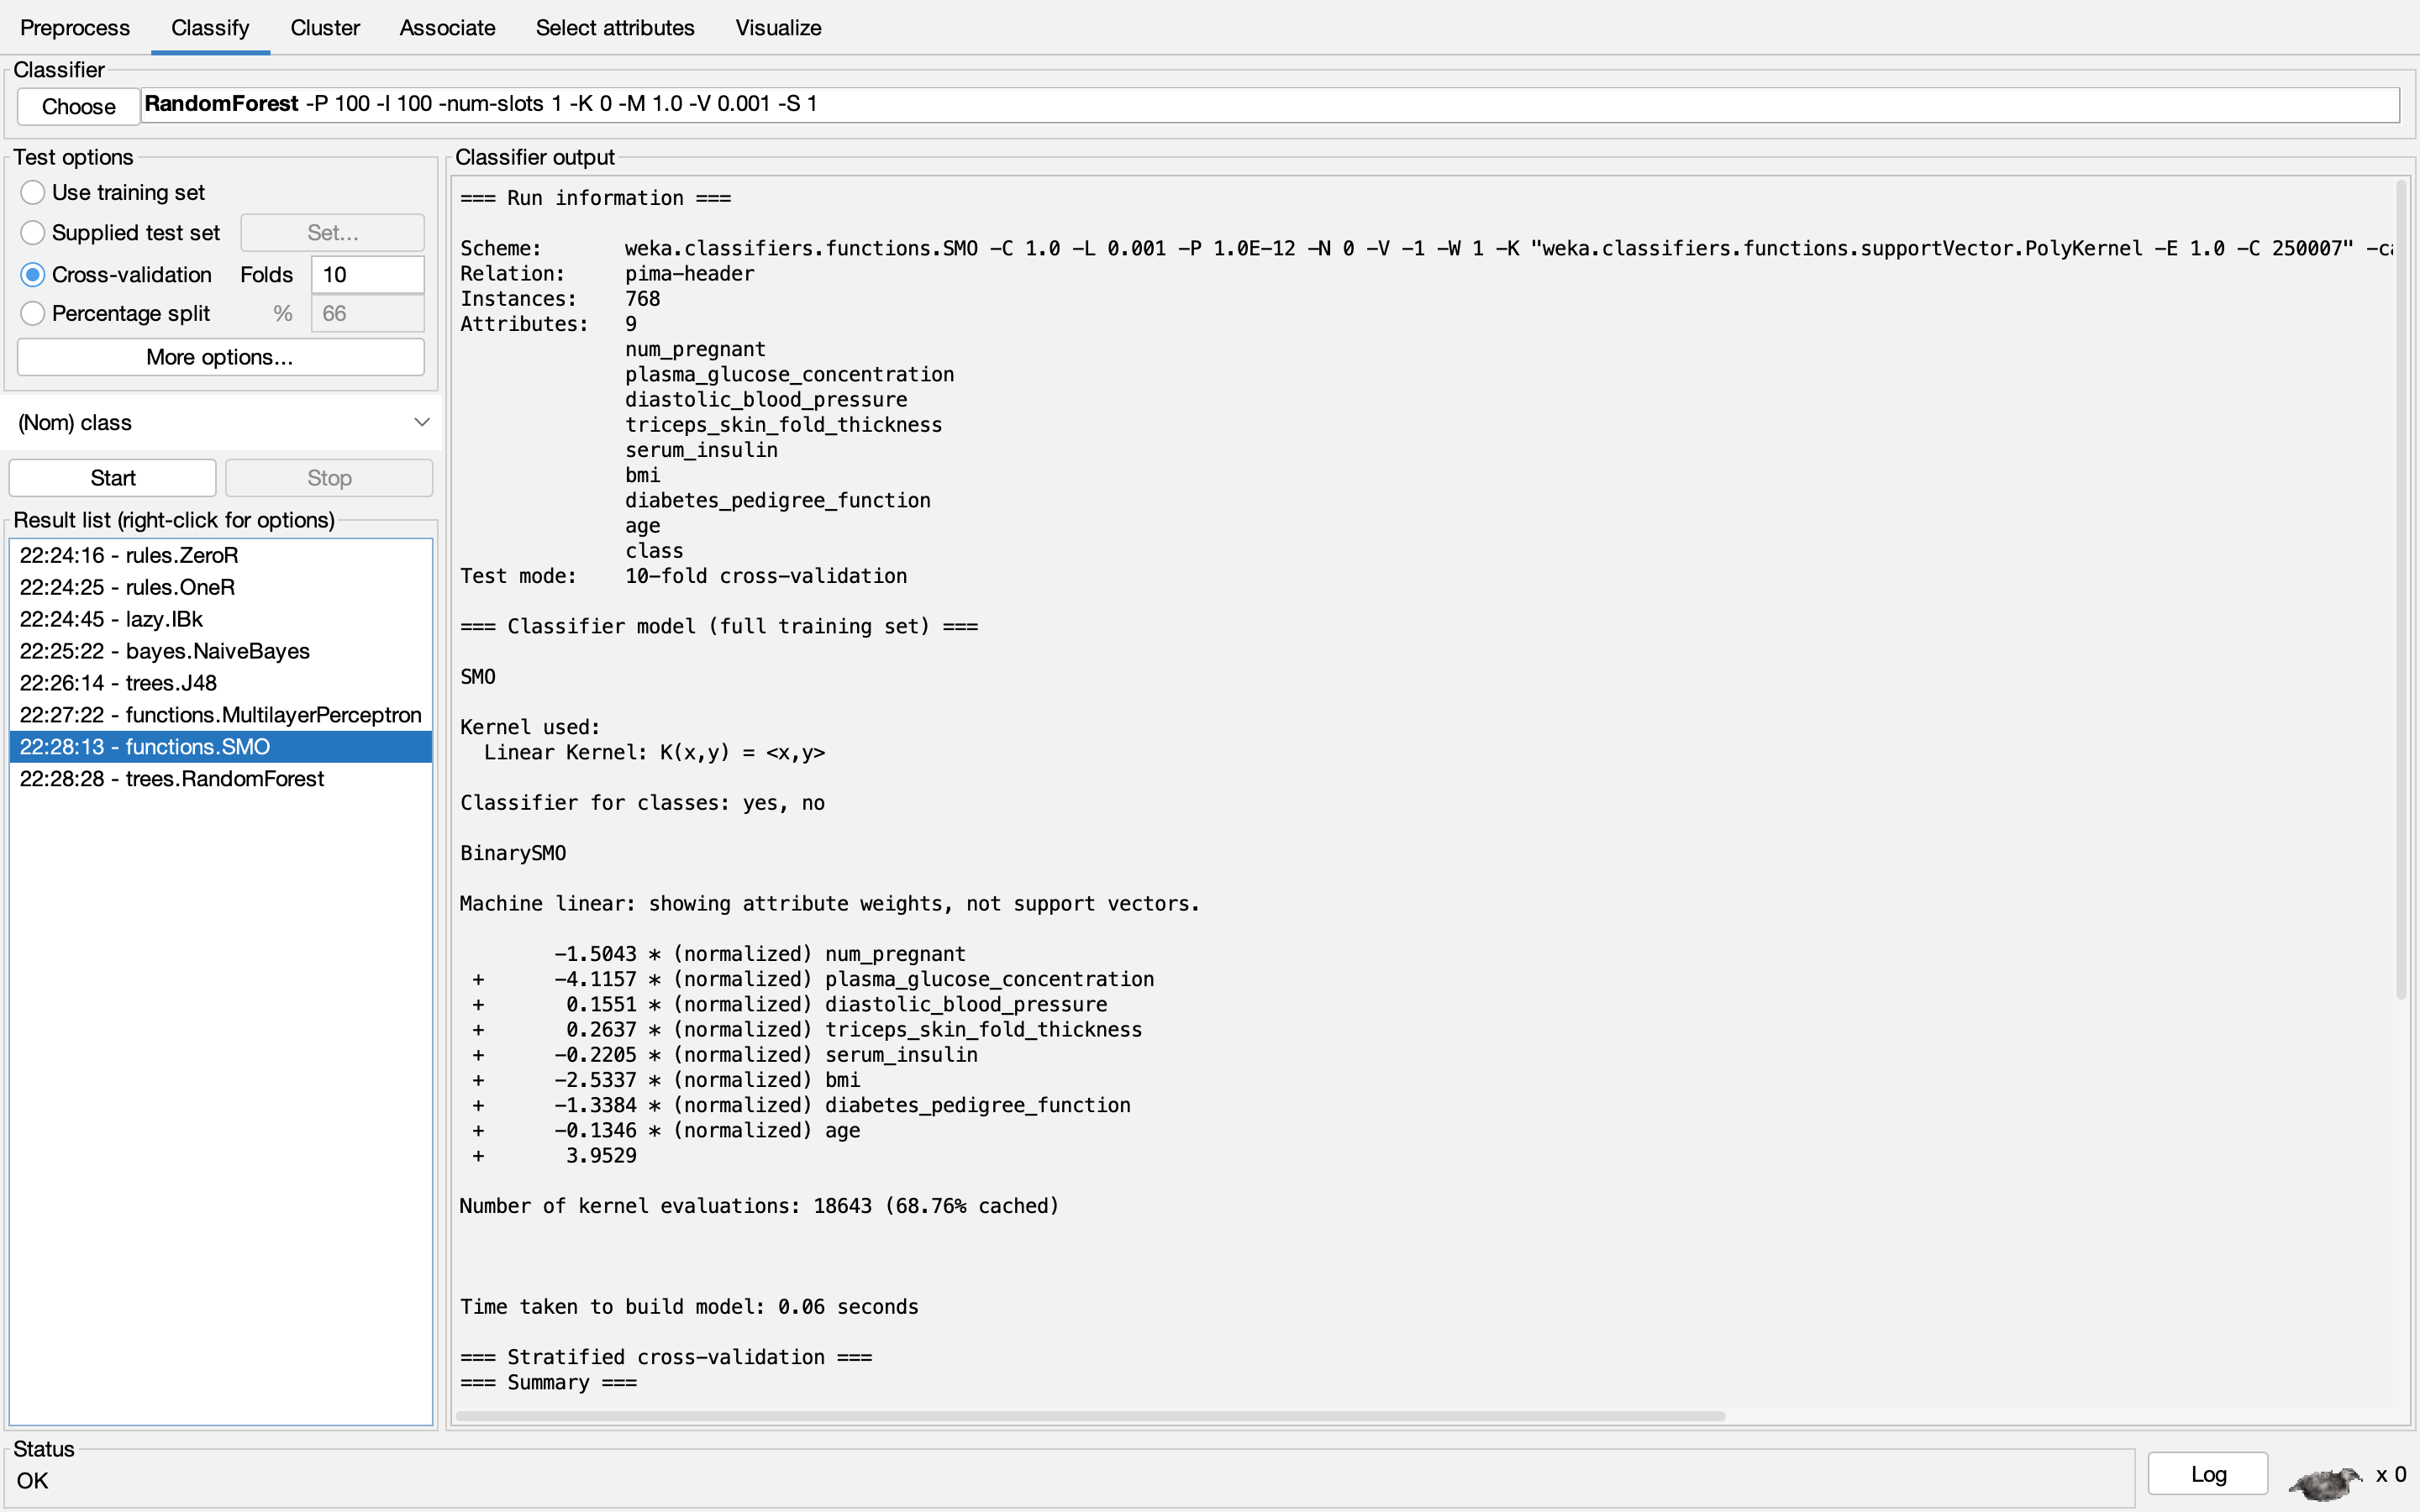 Preprocess Classify Cluster Associate Select attributes Visualize
Classifier
Choose RandomForest -P 100 -I 100 -num-slots 1 -K 0 -M 1.0 -V 0.001 -S 1
Test options
Use training set
Supplied test set Set...
Cross-validation Folds 10
Percentage split % 66
More options...
(Nom) class
Start Stop
Result list (right-click for options)
22:24:16 - rules.ZeroR
22:24:25 - rules.OneR
22:24:45 - lazy.IBk
22:25:22 - bayes.NaiveBayes
22:26:14 - trees.J48
22:27:22 - functions.MultilayerPerceptron
22:28:13 - functions.SMO
22:28:28 - trees.RandomForest
Classifier output
=== Run information ===
Scheme: weka.classifiers.functions.SMO -C 1.0 -L 0.001 -P 1.0E-12 -N 0 -V -1 -W 1 -K "weka.classifiers.functions.supportVector.PolyKernel -E 1.0 -C 250007"
Relation: pima-header
Instances: 768
Attributes: 9
num_pregnant
plasma_glucose_concentration
diastolic_blood_pressure
triceps_skin_fold_thickness
serum_insulin
bmi
diabetes_pedigree_function
age
class
Test mode: 10-fold cross-validation
=== Classifier model (full training set) ===
SMO
Kernel used:
Linear Kernel: K(x,y) = <x,y>
Classifier for classes: yes, no
BinarySMO
Machine linear: showing attribute weights, not support vectors.
-1.5043 * (normalized) num_pregnant
+ -4.1157 * (normalized) plasma_glucose_concentration
+ 0.1551 * (normalized) diastolic_blood_pressure
+ 0.2637 * (normalized) triceps_skin_fold_thickness
+ -0.2205 * (normalized) serum_insulin
+ -2.5337 * (normalized) bmi
+ -1.3384 * (normalized) diabetes_pedigree_function
+ -0.1346 * (normalized) age
+ 3.9529
Number of kernel evaluations: 18643 (68.76% cached)
Time taken to build model: 0.06 seconds
=== Stratified cross-validation ===
=== Summary ===
Status
OK
Log x 0